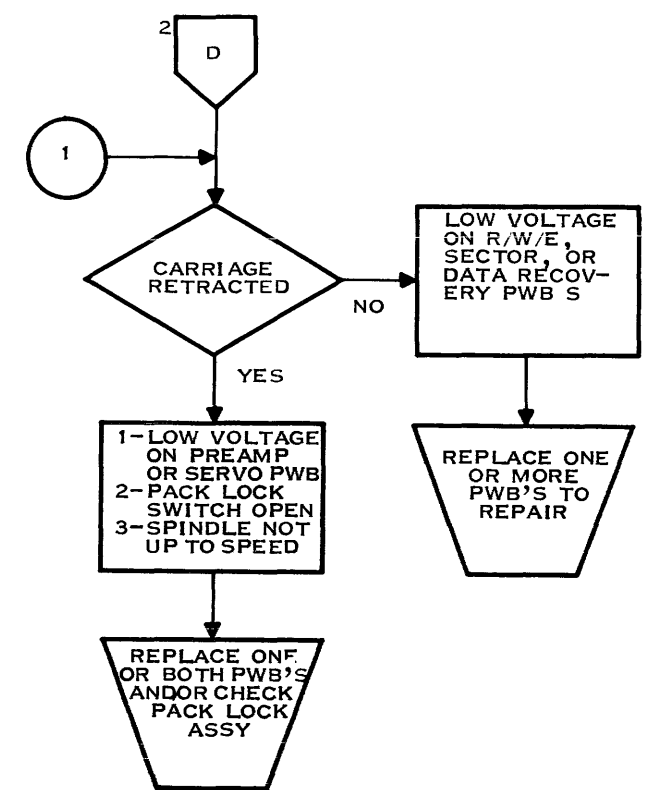 2
D
1
CARRIAGE
RETRACTED
NO
YES
LOW VOLTAGE
ON R/W/E,
SECTOR, OR
DATA RECOV-
ERY PWB S
REPLACE ONE
OR MORE
PWB'S TO
REPAIR
1-LOW VOLTAGE
ON PREAMP
OR SERVO PWB
2-PACK LOCK
SWITCH OPEN
3-SPINDLE NOT
UP TO SPEED
REPLACE ONE
OR BOTH PWB'S
AND/OR CHECK
PACK LOCK
ASSY